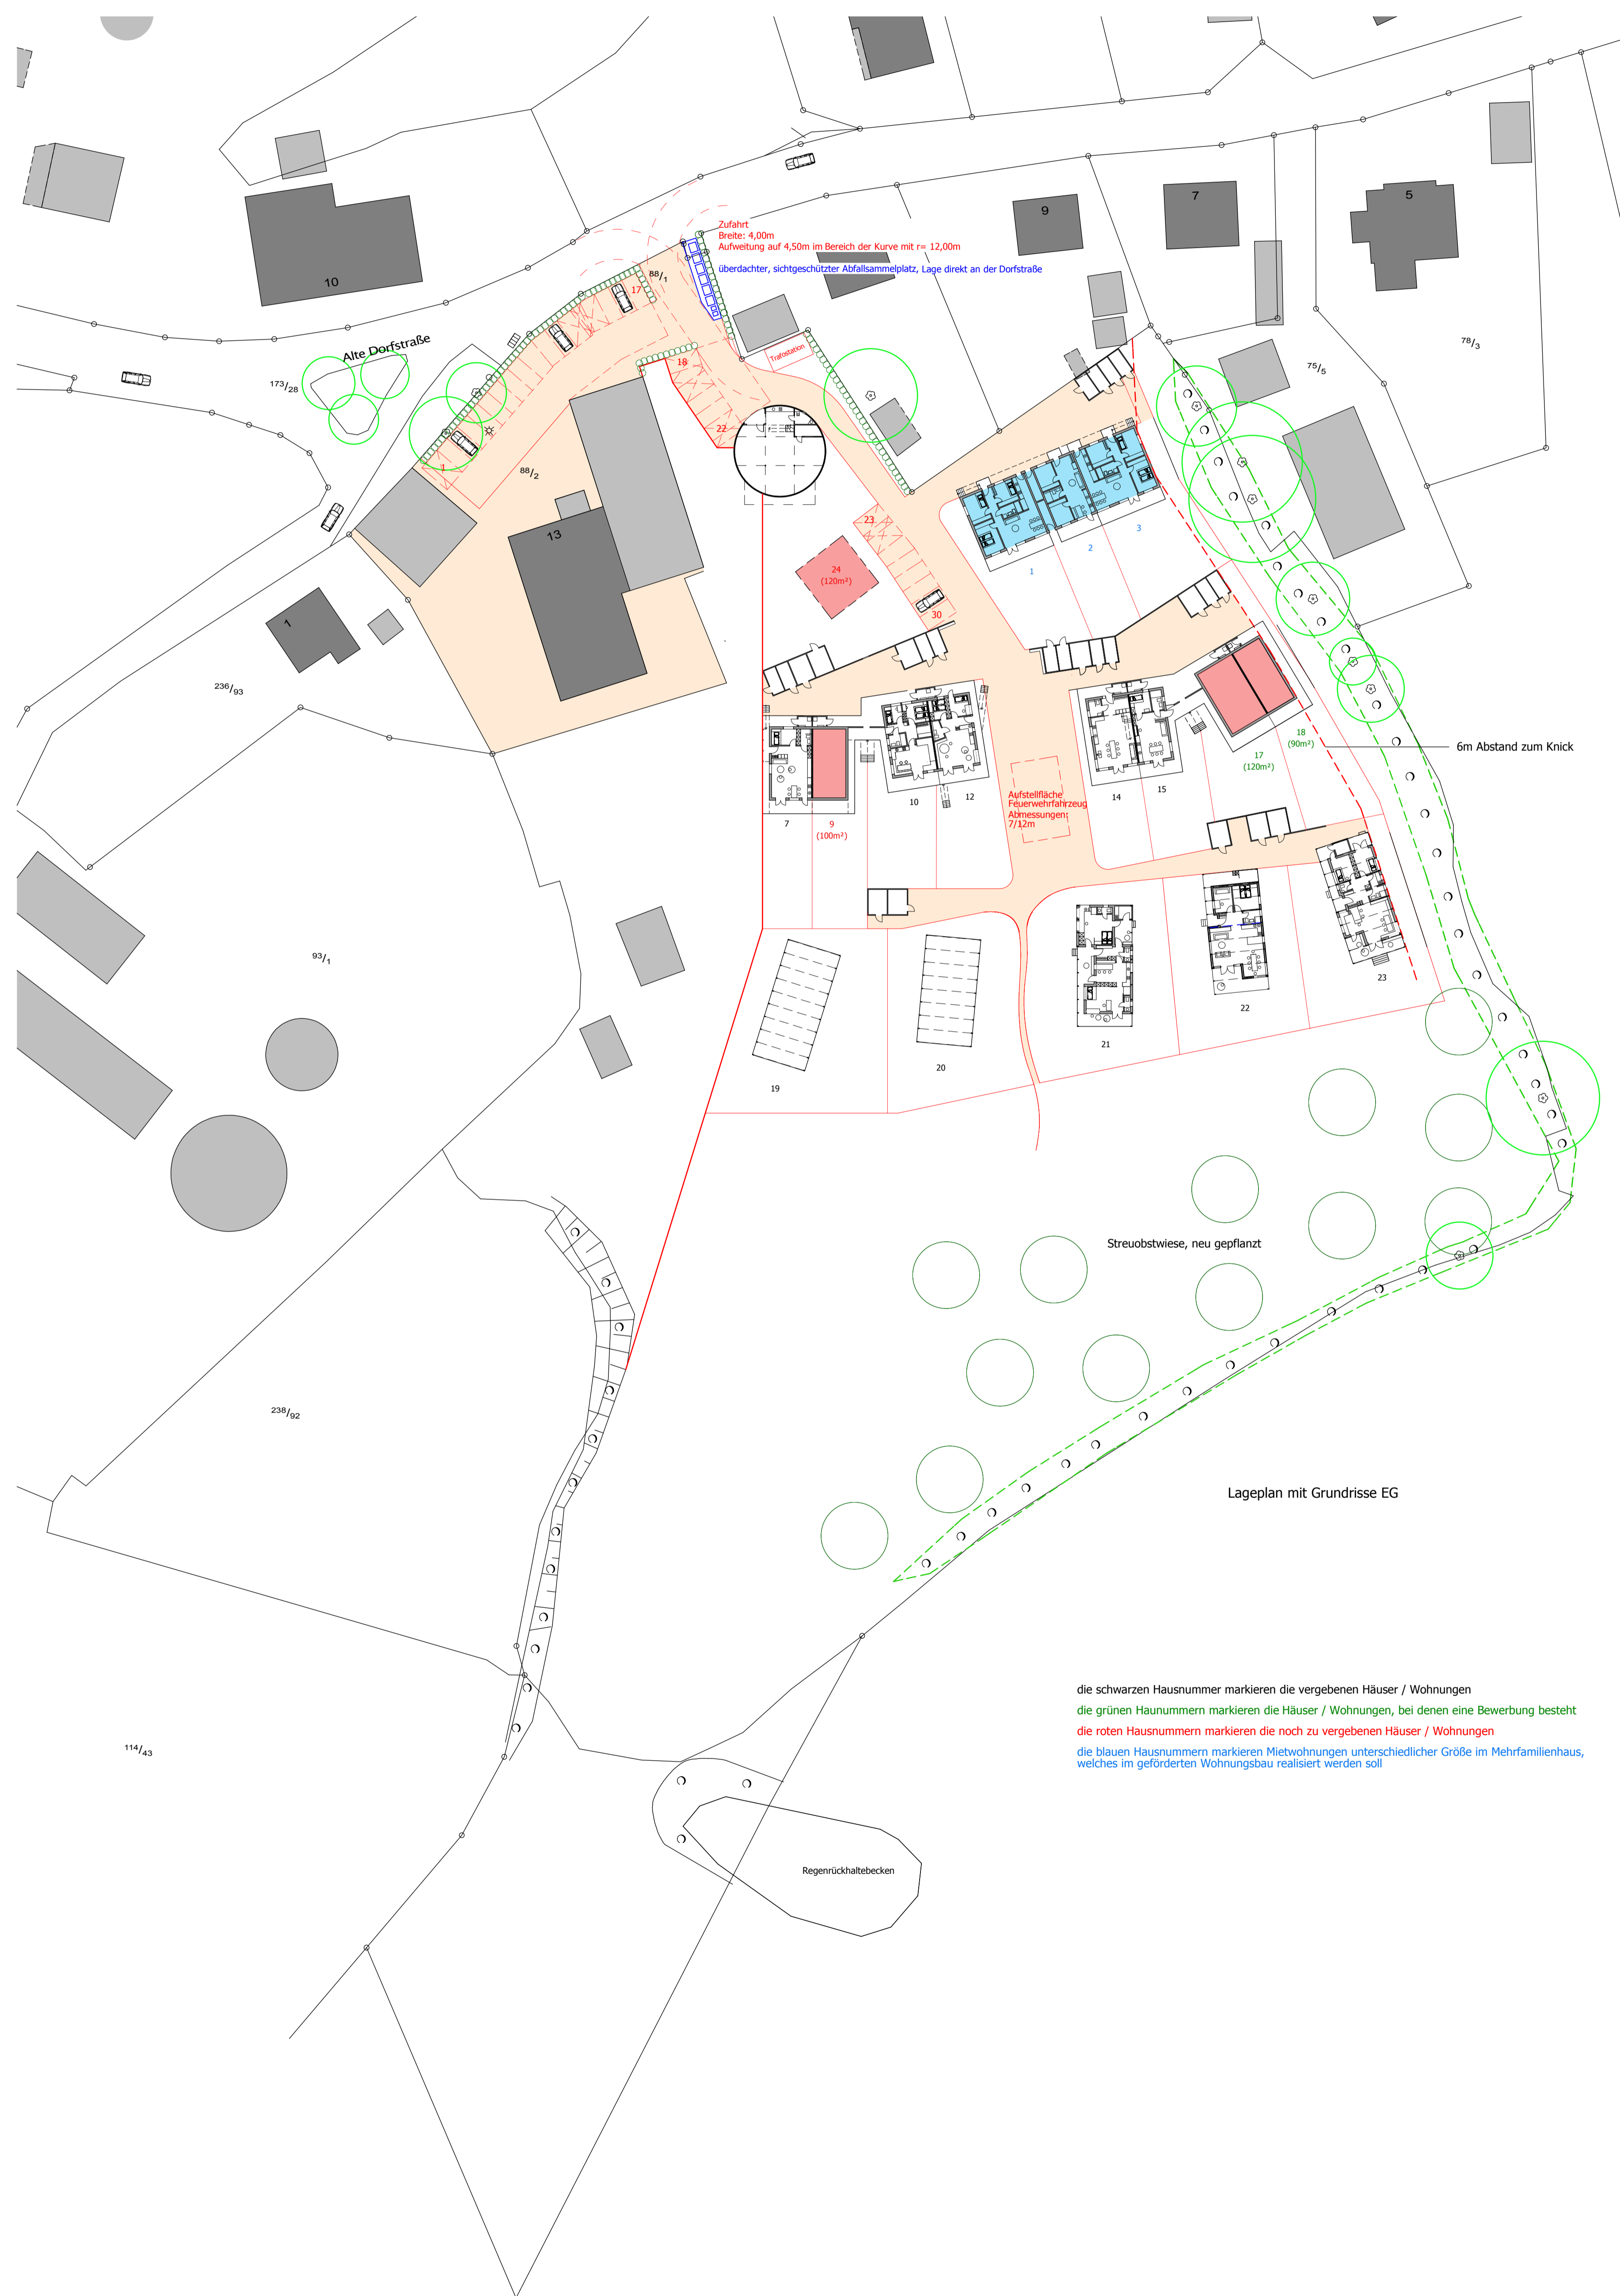 10
9
7
5
Zufahrt
Breite: 4,00m
Aufweitung auf 4,50m im Bereich der Kurve mit r= 12,00m
überdachter, sichtgeschützter Abfallsammelplatz, Lage direkt an der Dorfstraße
88/1
17
Alte Dorfstraße
173/28
Trafostation
18
78/3
75/5
22
1
88/2
13
23
24
(120m²)
30
1
2
3
1
236/93
7
9
(100m²)
10
12
14
15
17
(120m²)
18
(90m²)
6m Abstand zum Knick
Aufstellfläche
Feuerwehrfahrzeug
Abmessungen:
7/12m
93/1
19
20
21
22
23
Streuobstwiese, neu gepflanzt
238/92
Lageplan mit Grundrisse EG
die schwarzen Hausnummer markieren die vergebenen Häuser / Wohnungen
die grünen Haunummern markieren die Häuser / Wohnungen, bei denen eine Bewerbung besteht
die roten Hausnummern markieren die noch zu vergebenen Häuser / Wohnungen
die blauen Hausnummern markieren Mietwohnungen unterschiedlicher Größe im Mehrfamilienhaus,
welches im geförderten Wohnungsbau realisiert werden soll
114/43
Regenrückhaltebecken